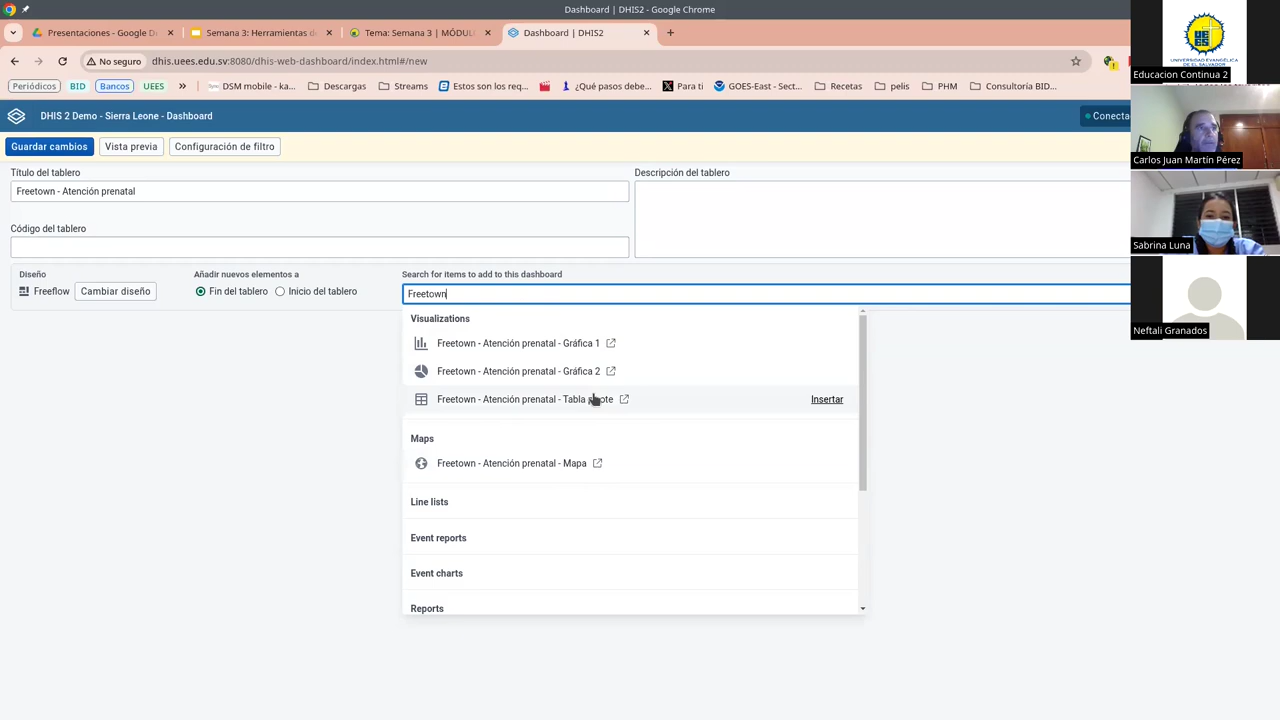 Dashboard | DHIS2 - Google Chrome
Presentaciones - Google D
Semana 3: Herramientas d
Tema: Semana 3 | MÓDUL
Dashboard | DHIS2
No seguro
dhis.uees.edu.sv:8080/dhis-web-dashboard/index.html#/new
Periódicos
BID
Bancos
UEES
DSM mobile - ka...
Descargas
Streams
Estos son los req...
¿Qué pasos debe...
Para ti
GOES-East - Sect...
Recetas
pelis
PHM
Consultoría BID...
DHIS 2 Demo - Sierra Leone - Dashboard
Conecta
Guardar cambios
Vista previa
Configuración de filtro
Título del tablero
Descripción del tablero
Freetown - Atención prenatal
Código del tablero
Diseño
Añadir nuevos elementos a
Search for items to add to this dashboard
Freeflow
Cambiar diseño
Fin del tablero
Inicio del tablero
Freetown
Visualizations
Freetown - Atención prenatal - Gráfica 1
Freetown - Atención prenatal - Gráfica 2
Freetown - Atención prenatal - Tabla
Insertar
Maps
Freetown - Atención prenatal - Mapa
Line lists
Event reports
Event charts
Reports
UEES
UNIVERSIDAD EVANGÉLICA
DE EL SALVADOR
Educacion Continua 2
Carlos Juan Martín Pérez
Sabrina Luna
Neftali Granados